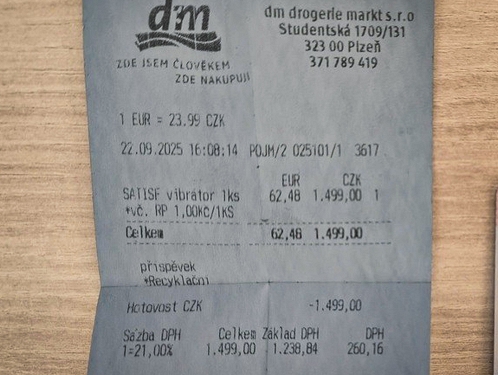 dm
ZDE JSEM ČLOVĚKEM
ZDE NAKUPUJI
dm drogerie markt s.r.o
Studentská 1709/131
323 00 Plzeň
371 789 419
1 EUR = 23.99 CZK
22.09.2025 16:08:14 POJM/2 025101/1 3617
EUR CZK
SATISF vibrátor 1ks 62,48 1.499,00 1
*vč. RP 1,00Kč/1KS
Celkem 62,48 1.499,00
příspěvek
*Recyklační
Hotovost CZK -1.499,00
Sazba DPH Celkem Základ DPH DPH
1=21,00% 1.499,00 1.238,84 260,16